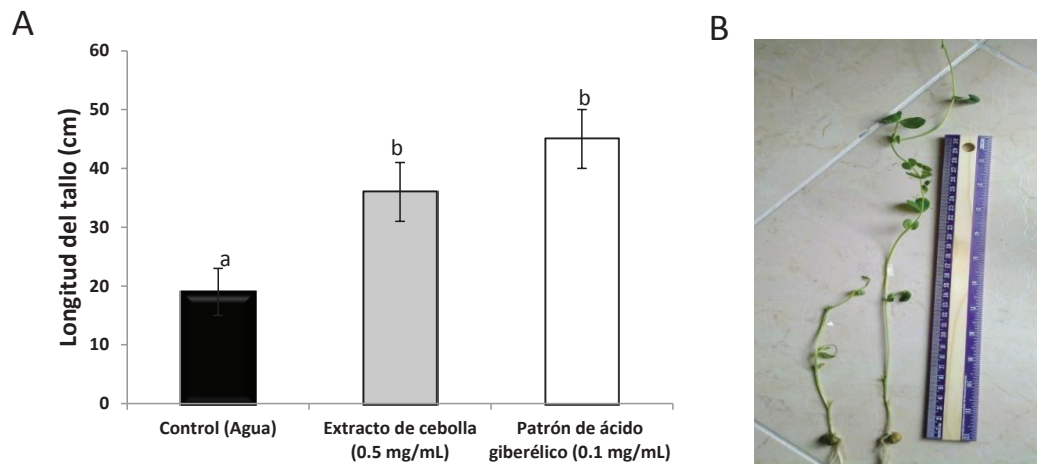 A
B
Longitud del tallo (cm)
60
50
40
30
20
10
0
a
b
b
Control (Agua)
Extracto de cebolla
(0.5 mg/mL)
Patrón de ácido
giberélico (0.1 mg/mL)